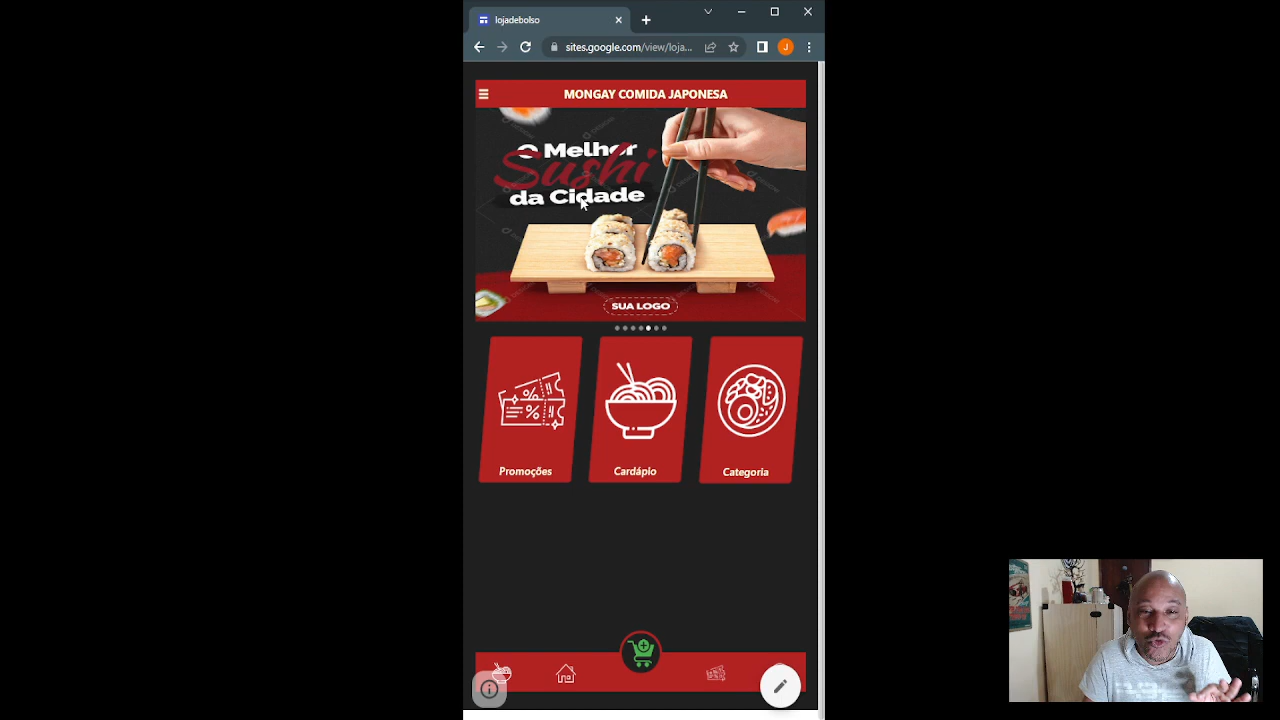 lojadebolso
sites.google.com/view/loja...
J
MONGAY COMIDA JAPONESA
O Melhor
Sushi
da Cidade
SUA LOGO
Promoções
Cardápio
Categoria